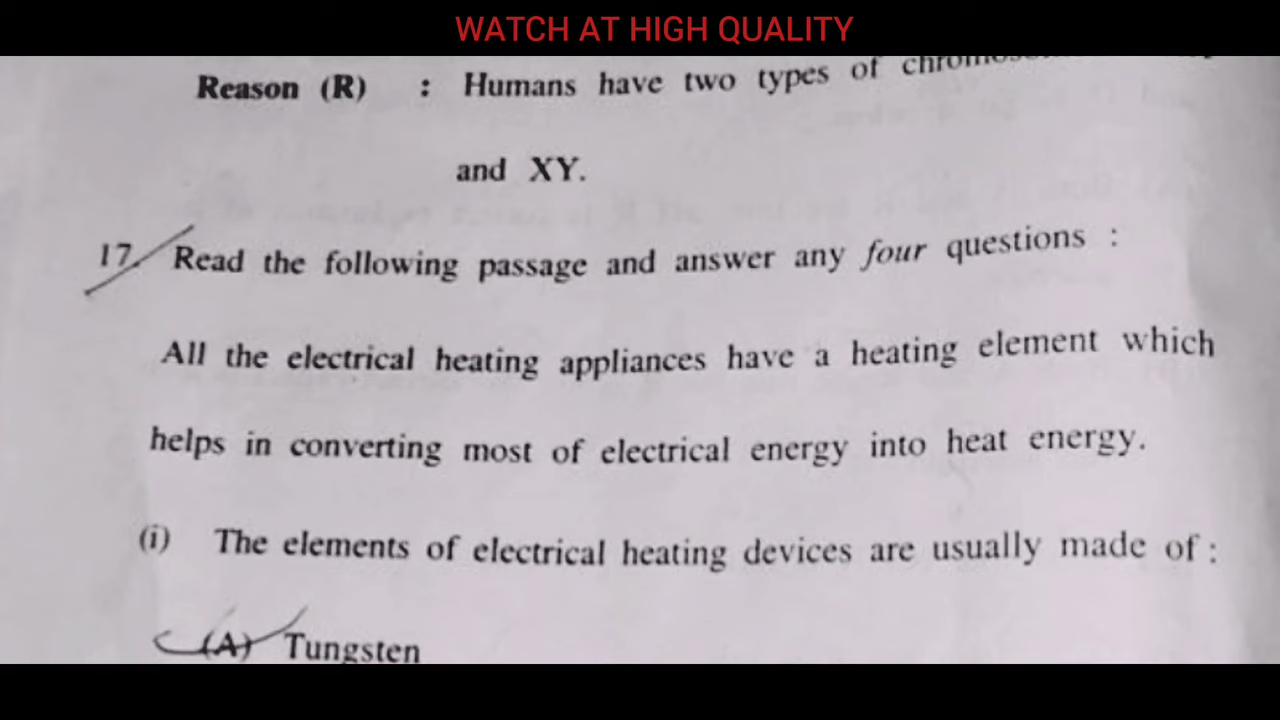 WATCH AT HIGH QUALITY
Reason (R) : Humans have two types of
and XY.
17. Read the following passage and answer any four questions :
All the electrical heating appliances have a heating element which
helps in converting most of electrical energy into heat energy.
(i) The elements of electrical heating devices are usually made of :
(A) Tungsten